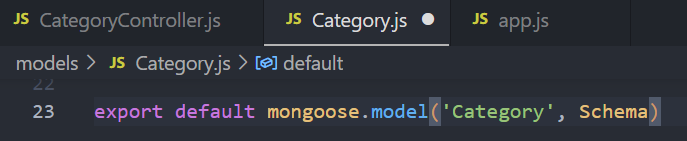 JS CategoryController.js JS Category.js JS app.js
models > JS Category.js > default
22
23 export default mongoose.model('Category', Schema)